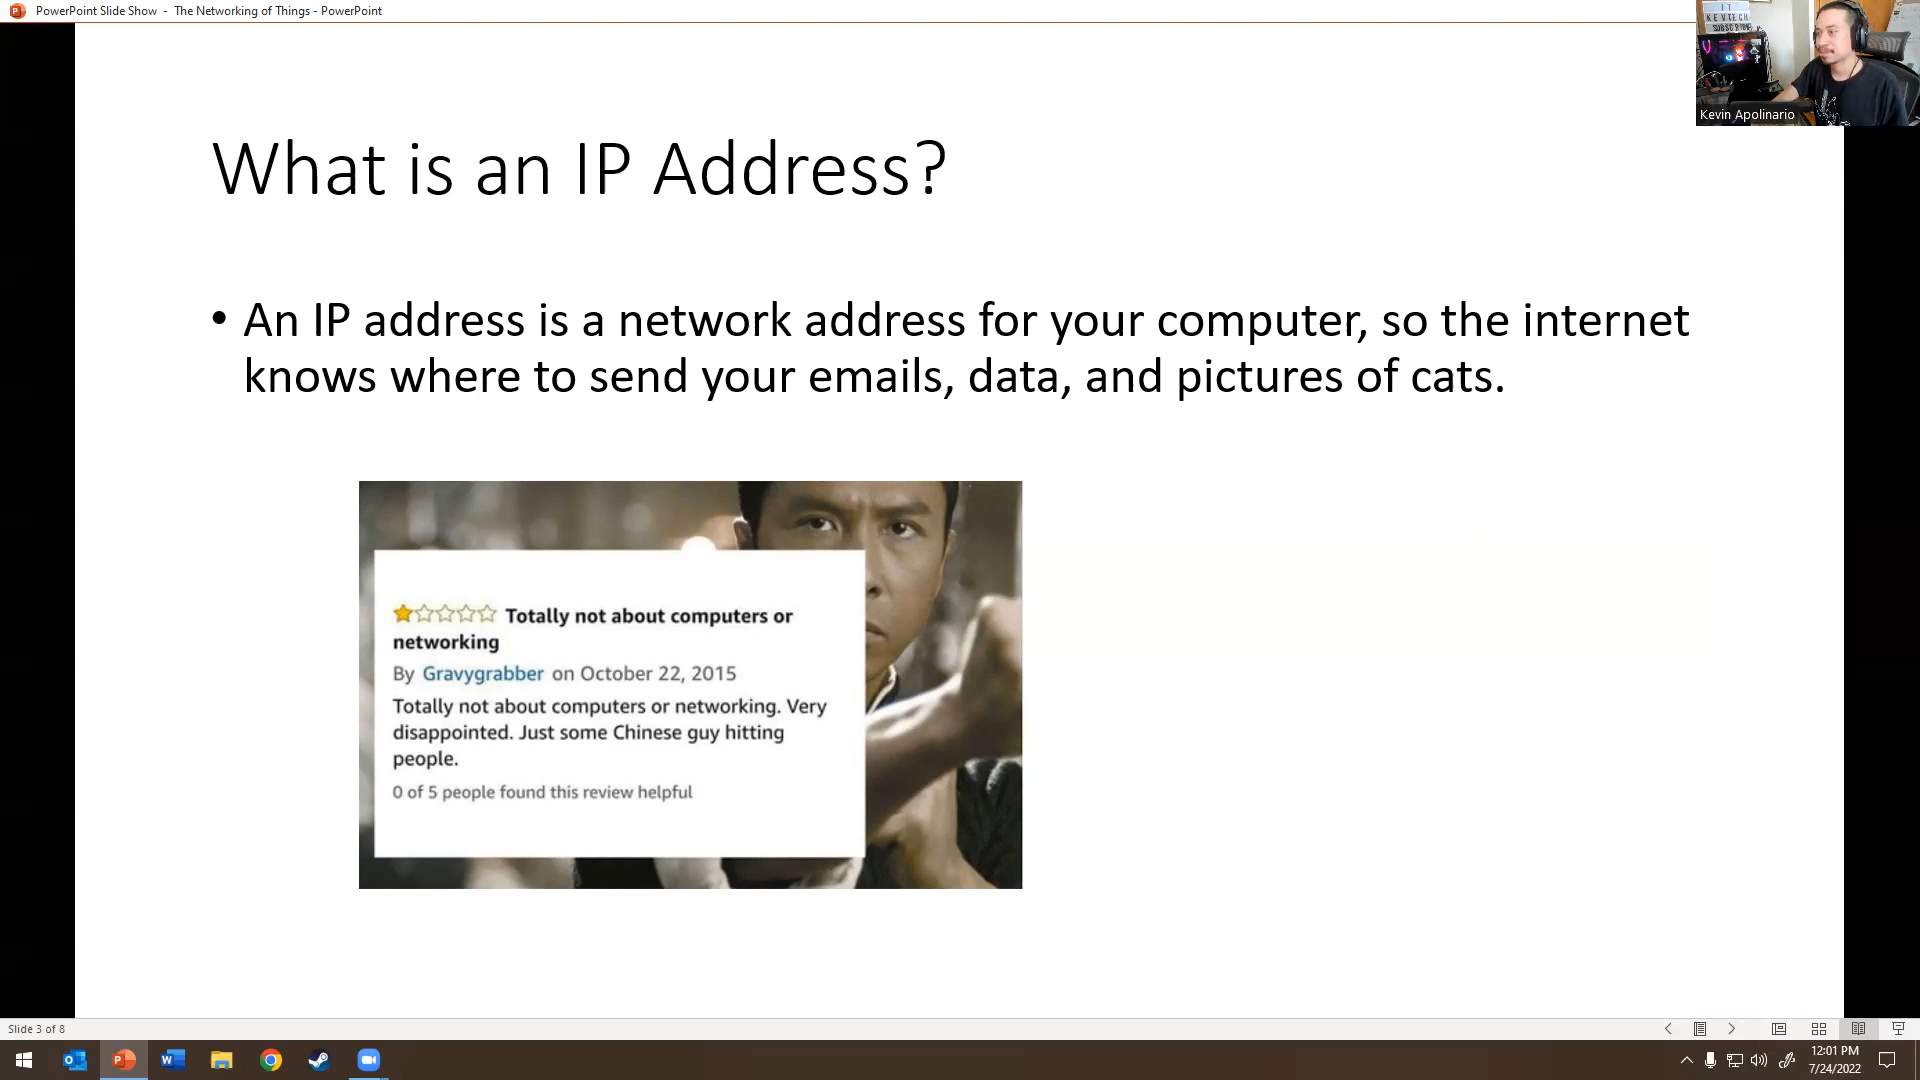 PowerPoint Slide Show - The Networking of Things - PowerPoint
IT
KEVTECH
SUBSCRIBE
Kevin Apolinario
What is an IP Address?
• An IP address is a network address for your computer, so the internet
knows where to send your emails, data, and pictures of cats.
Totally not about computers or
networking
By Gravygrabber on October 22, 2015
Totally not about computers or networking. Very
disappointed. Just some Chinese guy hitting
people.
0 of 5 people found this review helpful
Slide 3 of 8
12:01 PM
7/24/2022